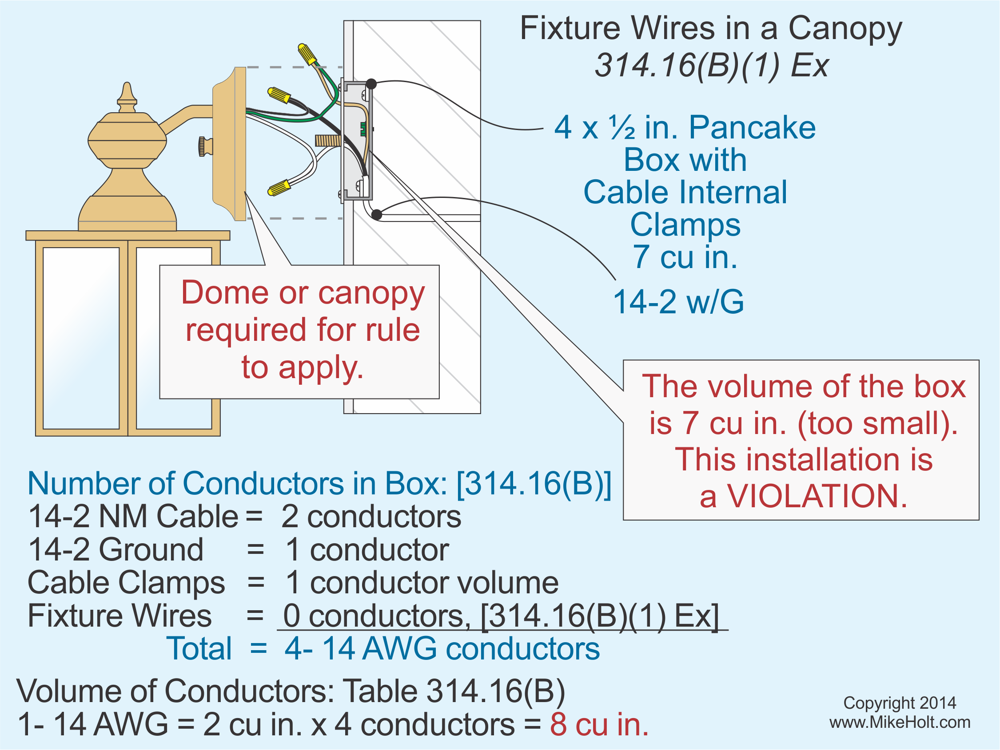 Fixture Wires in a Canopy
314.16(B)(1) Ex
4 x ½ in. Pancake
Box with
Cable Internal
Clamps
7 cu in.
14-2 w/G
Dome or canopy
required for rule
to apply.
The volume of the box
is 7 cu in. (too small).
This installation is
a VIOLATION.
Number of Conductors in Box: [314.16(B)]
14-2 NM Cable = 2 conductors
14-2 Ground = 1 conductor
Cable Clamps = 1 conductor volume
Fixture Wires = 0 conductors, [314.16(B)(1) Ex]
Total = 4- 14 AWG conductors
Volume of Conductors: Table 314.16(B)
1- 14 AWG = 2 cu in. x 4 conductors = 8 cu in.
Copyright 2014
www.MikeHolt.com